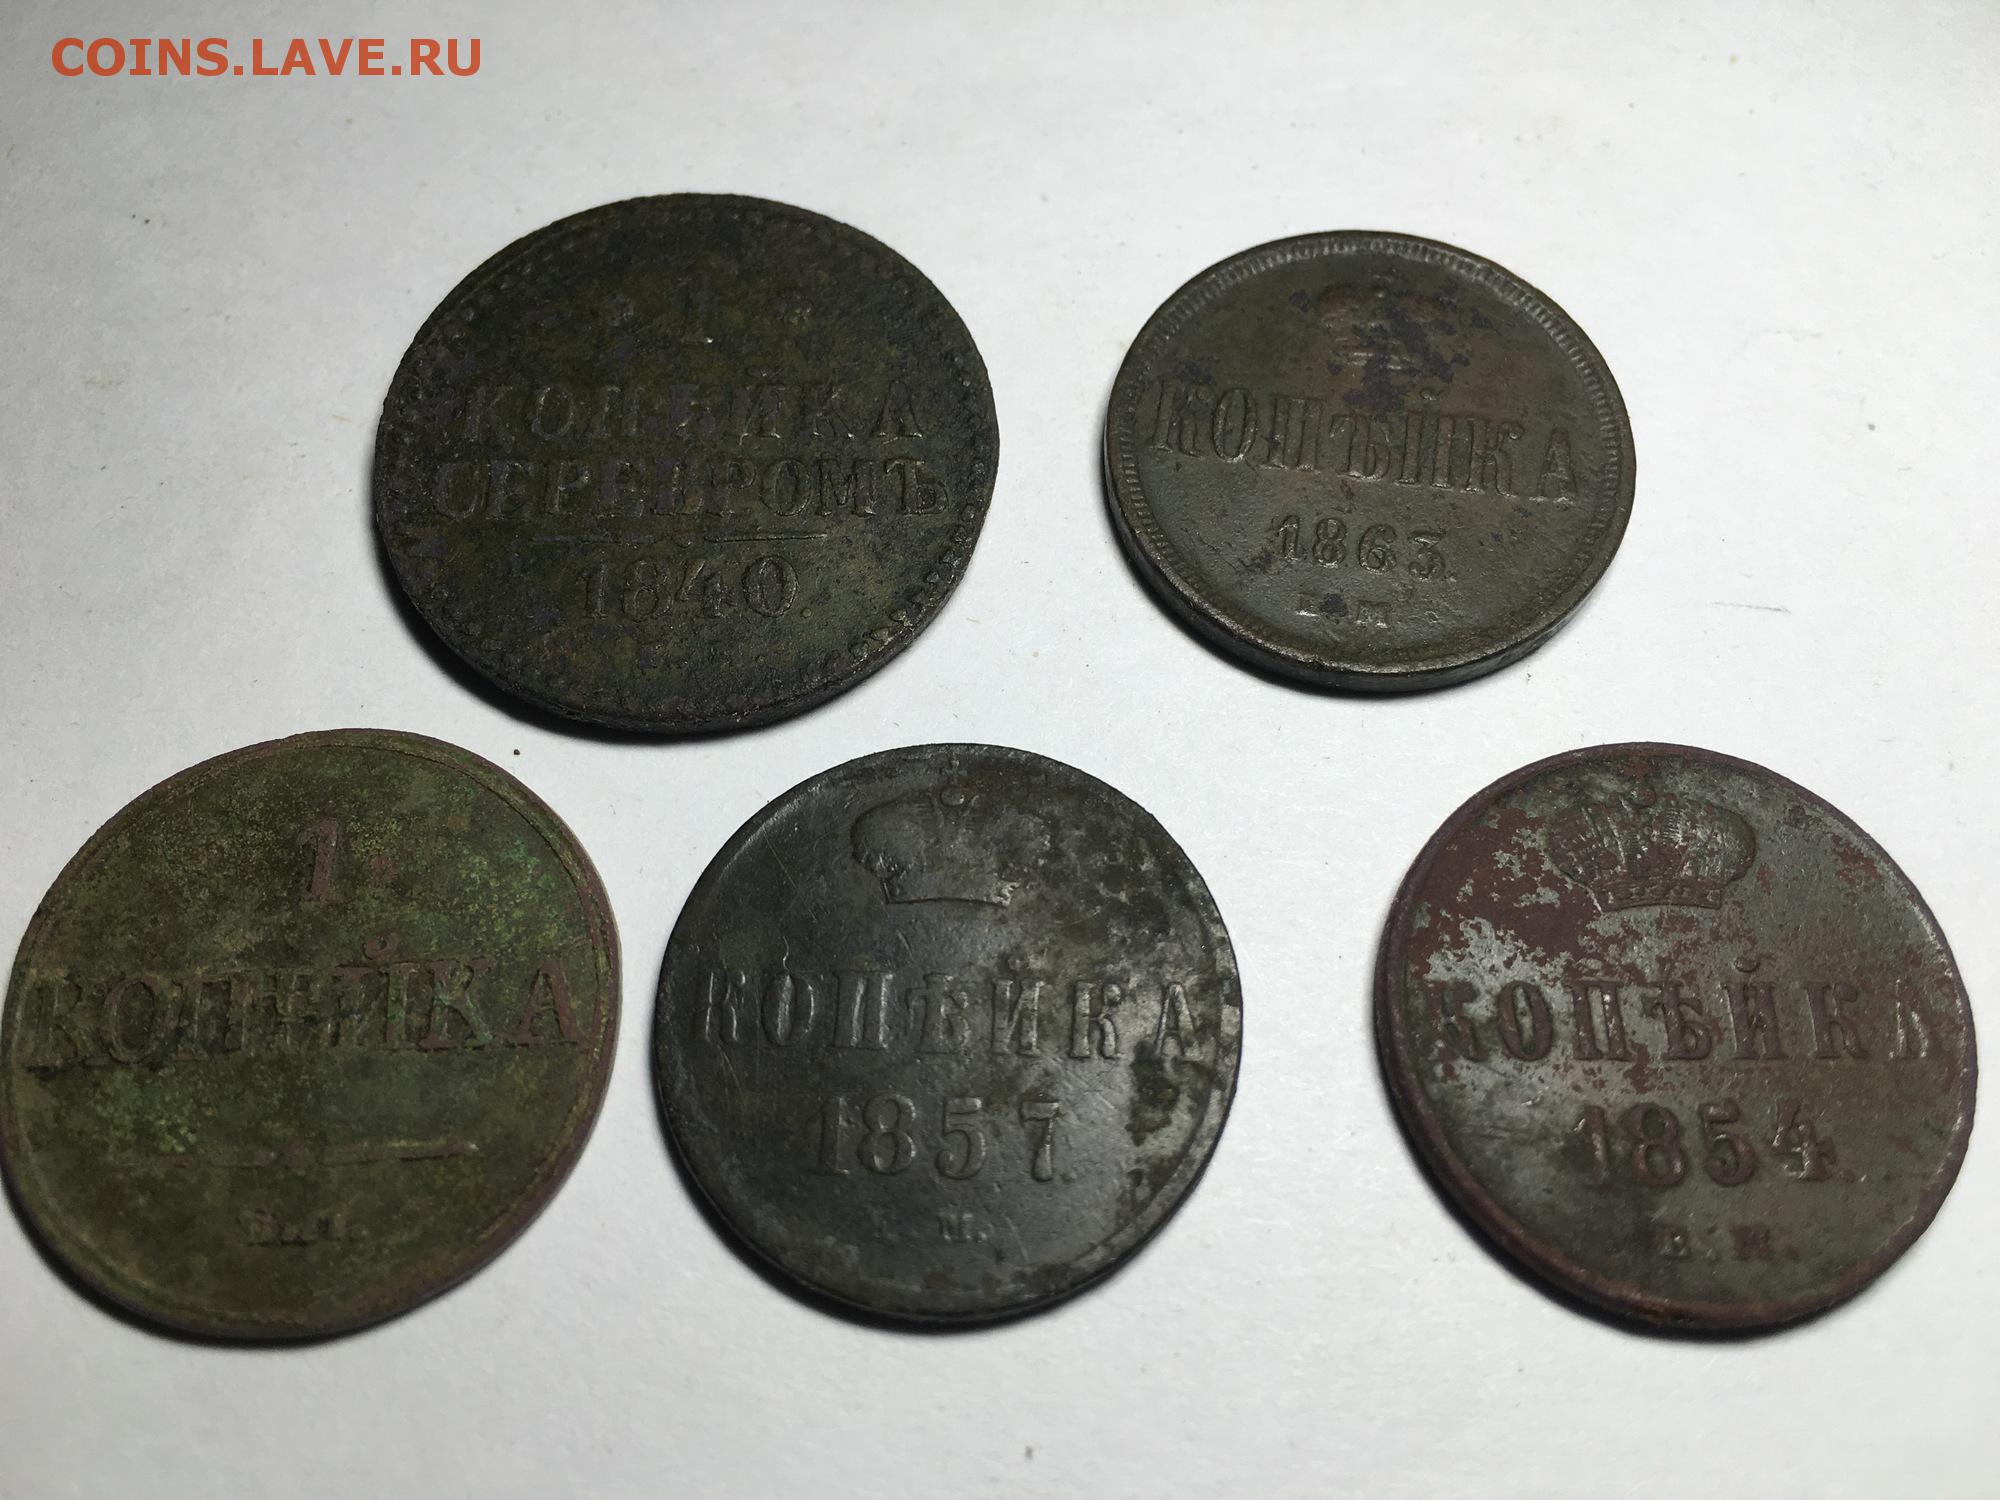 COINS.LAVE.RU
1
КОПѢЙКА
СЕРЕБРОМЪ
1840.
КОПѢЙКА
1863.
Е.М.
1
КОПѢЙКА
КОПѢЙКА
1857.
Е.М.
КОПѢЙКА
1854.
Е.М.